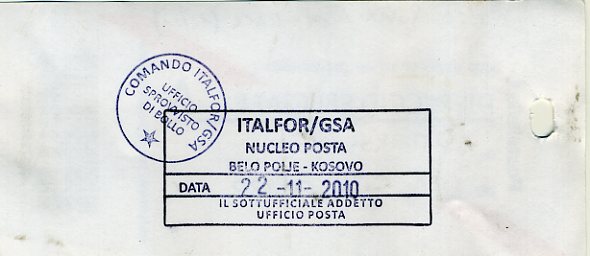 COMANDO ITALFOR/GSA
UFFICIO
SPROVVISTO
DI BOLLO
ITALFOR/GSA
NUCLEO POSTA
BELO POLJE - KOSOVO
DATA 22-11-2010
IL SOTTUFFICIALE ADDETTO
UFFICIO POSTA